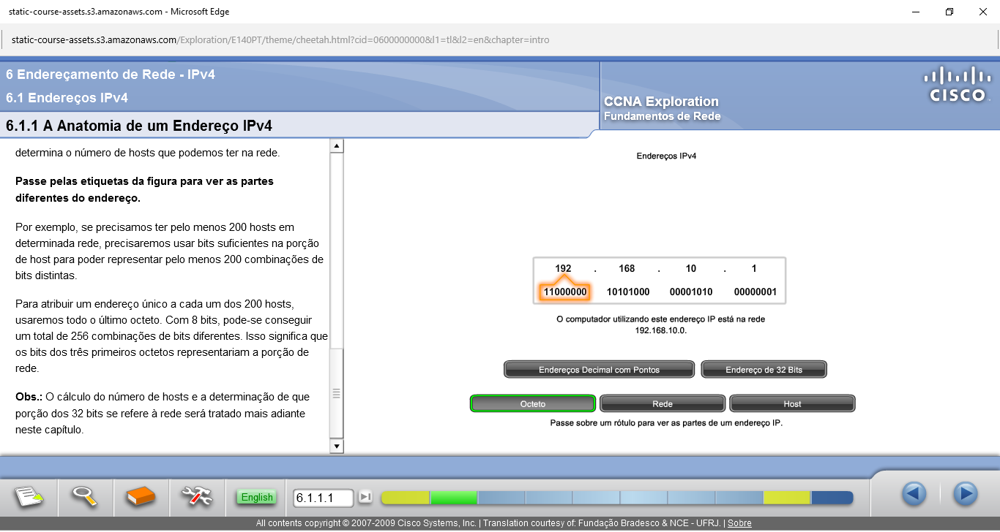 static-course-assets.s3.amazonaws.com - Microsoft Edge
static-course-assets.s3.amazonaws.com/Exploration/E140PT/theme/cheetah.html?cid=0600000000&l1=tl&l2=en&chapter=intro
6 Endereçamento de Rede - IPv4
6.1 Endereços IPv4
6.1.1 A Anatomia de um Endereço IPv4
CCNA Exploration
Fundamentos de Rede
CISCO
determina o número de hosts que podemos ter na rede.
Passe pelas etiquetas da figura para ver as partes
diferentes do endereço.
Por exemplo, se precisamos ter pelo menos 200 hosts em
determinada rede, precisaremos usar bits suficientes na porção
de host para poder representar pelo menos 200 combinações de
bits distintas.
Para atribuir um endereço único a cada um dos 200 hosts,
usaremos todo o último octeto. Com 8 bits, pode-se conseguir
um total de 256 combinações de bits diferentes. Isso significa que
os bits dos três primeiros octetos representariam a porção de
rede.
Obs.: O cálculo do número de hosts e a determinação de que
porção dos 32 bits se refere à rede será tratado mais adiante
neste capítulo.
Endereços IPv4
192 . 168 . 10 . 1
11000000 10101000 00001010 00000001
O computador utilizando este endereço IP está na rede
192.168.10.0.
Endereços Decimal com Pontos
Endereço de 32 Bits
Octeto
Rede
Host
Passe sobre um rótulo para ver as partes de um endereço IP.
English
6.1.1.1
All contents copyright © 2007-2009 Cisco Systems, Inc. | Translation courtesy of: Fundação Bradesco & NCE - UFRJ. | Sobre